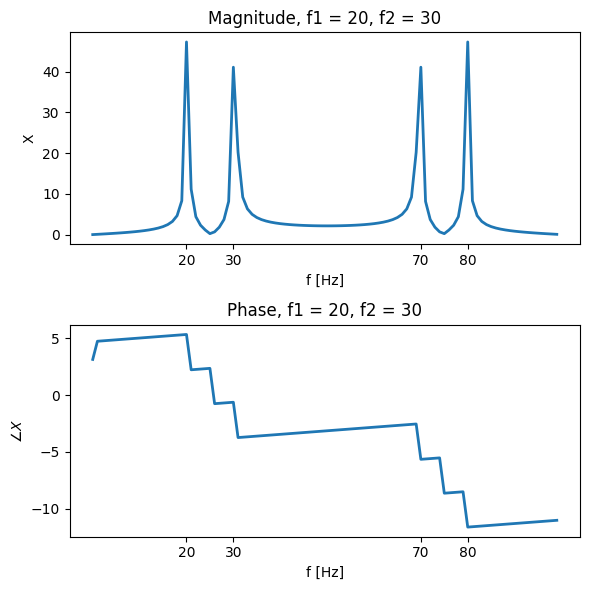 Magnitude, f1 = 20, f2 = 30
X
40
30
20
10
0
20 30 70 80
f [Hz]
Phase, f1 = 20, f2 = 30
∠X
5
0
−5
−10
20 30 70 80
f [Hz]